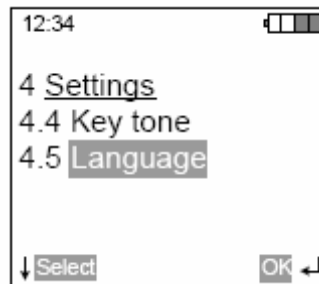 12:34
4 Settings
4.4 Key tone
4.5 Language
↓ Select OK ↵